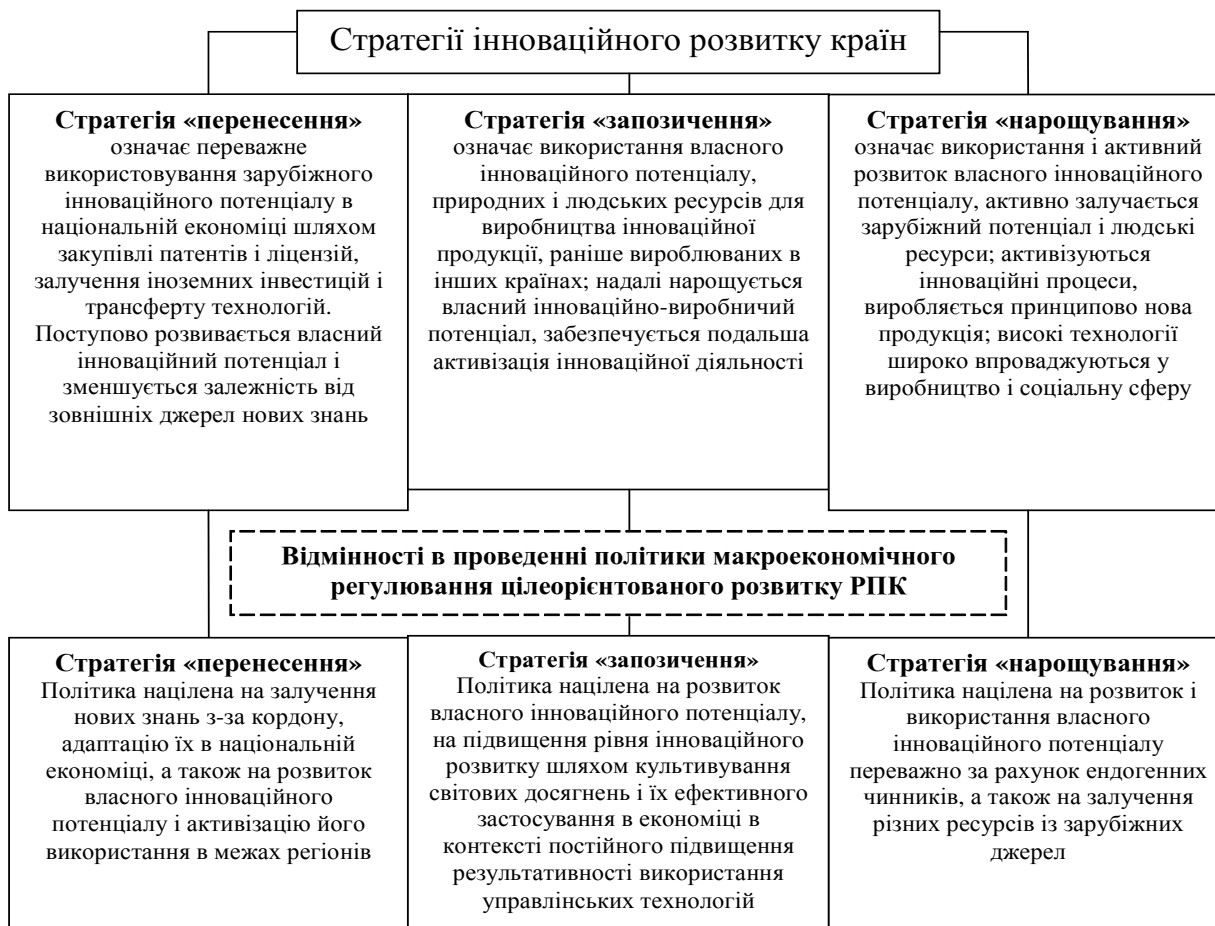 Стратегії інноваційного розвитку країн
Стратегія «перенесення»
означає переважне
використовування зарубіжного
інноваційного потенціалу в
національній економіці шляхом
закупівлі патентів і ліцензій,
залучення іноземних інвестицій і
трансферту технологій.
Поступово розвивається власний
інноваційний потенціал і
зменшується залежність від
зовнішніх джерел нових знань
Стратегія «запозичення»
означає використання власного
інноваційного потенціалу,
природних і людських ресурсів для
виробництва інноваційної
продукції, раніше вироблюваних в
інших країнах; надалі нарощується
власний інноваційно-виробничий
потенціал, забезпечується подальша
активізація інноваційної діяльності
Стратегія «нарощування»
означає використання і активний
розвиток власного інноваційного
потенціалу, активно залучається
зарубіжний потенціал і людські
ресурси; активізуються
інноваційні процеси,
виробляється принципово нова
продукція; високі технології
широко впроваджуються у
виробництво і соціальну сферу
Відмінності в проведенні політики макроекономічного
регулювання цілеорієнтованого розвитку РПК
Стратегія «перенесення»
Політика націлена на залучення
нових знань з-за кордону,
адаптацію їх в національній
економіці, а також на розвиток
власного інноваційного
потенціалу і активізацію його
використання в межах регіонів
Стратегія «запозичення»
Політика націлена на розвиток
власного інноваційного потенціалу,
на підвищення рівня інноваційного
розвитку шляхом культивування
світових досягнень і їх ефективного
застосування в економіці в
контексті постійного підвищення
результативності використання
управлінських технологій
Стратегія «нарощування»
Політика націлена на розвиток і
використання власного
інноваційного потенціалу
переважно за рахунок ендогенних
чинників, а також на залучення
різних ресурсів із зарубіжних
джерел